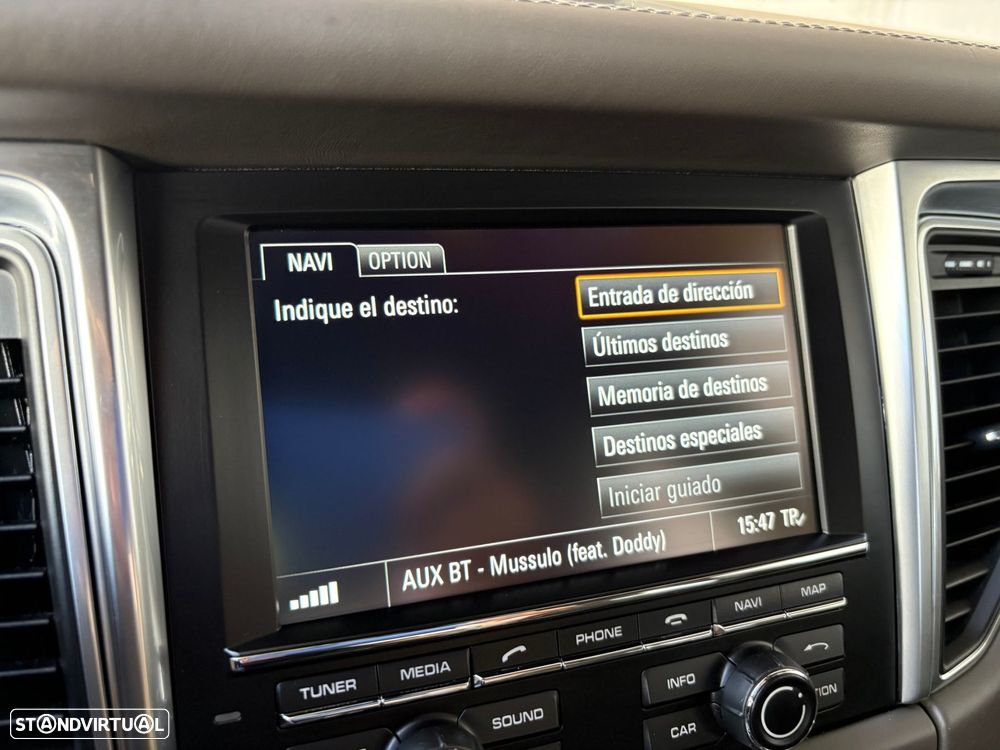 NAVI OPTION
Indique el destino:
Entrada de dirección
Últimos destinos
Memoria de destinos
Destinos especiales
Iniciar guiado
AUX BT - Mussulo (feat. Doddy)
15:47 TP
TUNER MEDIA PHONE NAVI MAP
SOUND INFO
CAR
STANDVIRTUAL